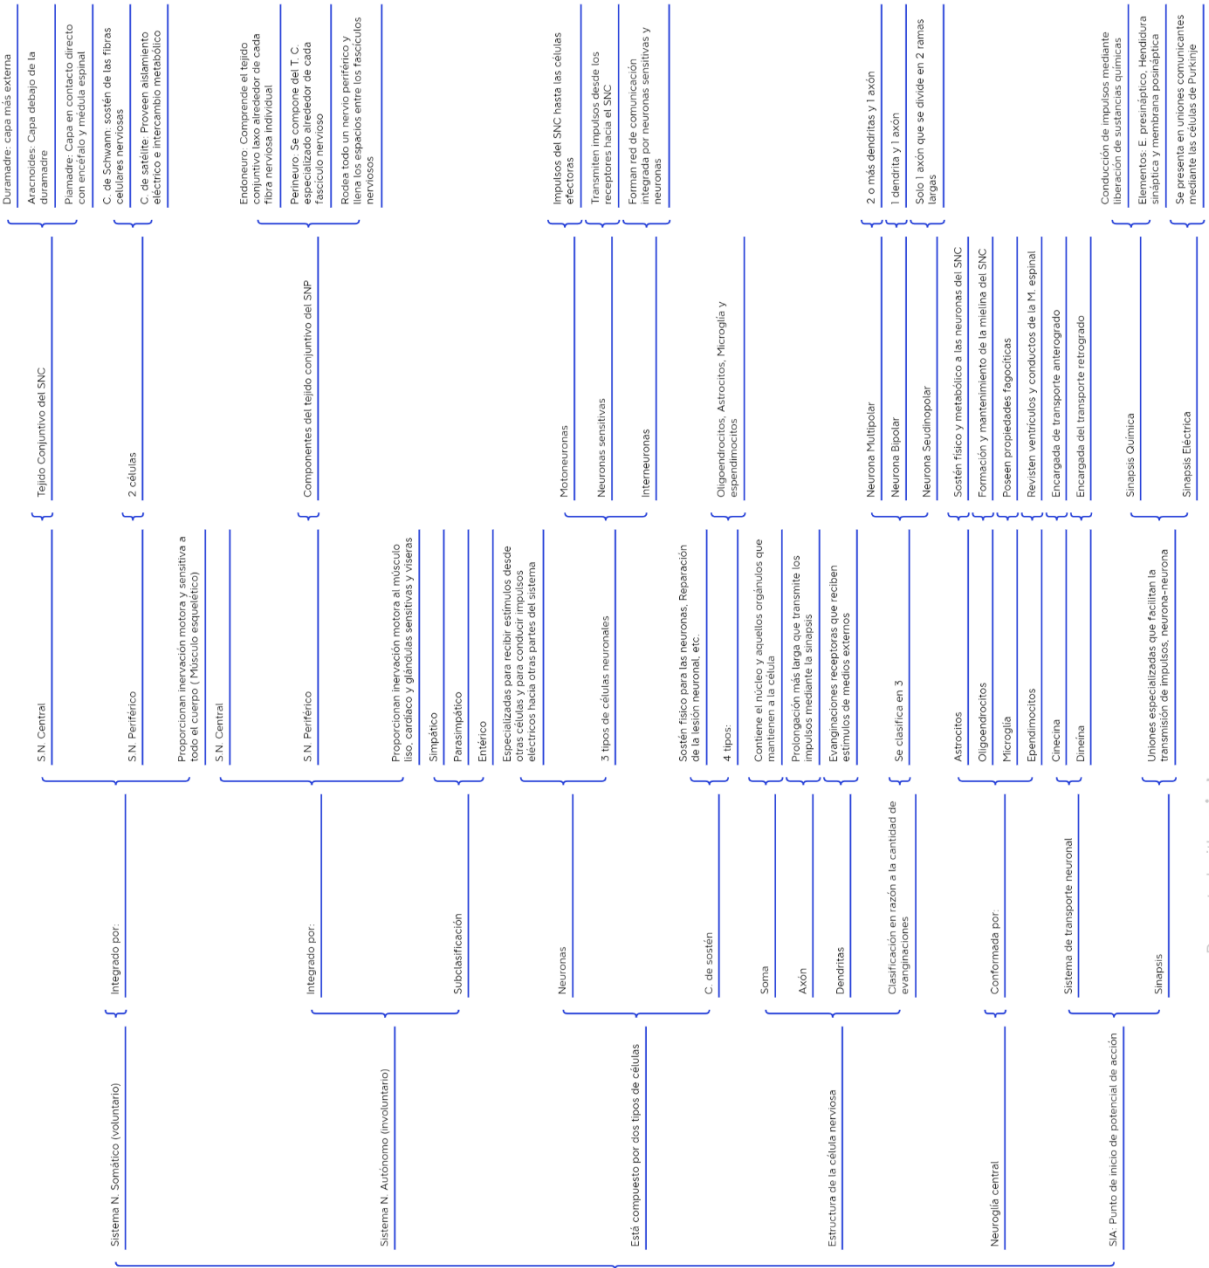 Sistema N. Somático (voluntario)
Integrado por:
S.N. Central
Tejido Conjuntivo del SNC
Duramadre: capa más externa
Aracnoides: Capa debajo de la
duramadre
Piamadre: Capa en contacto directo
con encéfalo y médula espinal
S.N. Periférico
2 células
C. de Schwann: sostén de las fibras
celulares nerviosas
C. de satélite: Proveen aislamiento
eléctrico e intercambio metabólico
Proporcionan inervación motora y sensitiva a
todo el cuerpo ( Músculo esquelético)
Sistema N. Autónomo (involuntario)
Integrado por:
S.N. Central
S.N. Periférico
Componentes del tejido conjuntivo del SNP
Endoneuro: Comprende el tejido
conjuntivo laxo alrededor de cada
fibra nerviosa individual
Perineuro: Se compone del T. C.
especializado alrededor de cada
fascículo nervioso
Rodea todo un nervio periférico y
llena los espacios entre los fascículos
nerviosos
Proporcionan inervación motora al músculo
liso, cardiaco y glándulas sensitivas y víseras
Subclasificación
Simpático
Parasimpático
Entérico
Está compuesto por dos tipos de células
Neuronas
Especializadas para recibir estímulos desde
otras células y para conducir impulsos
eléctricos hacia otras partes del sistema
3 tipos de células neuronales
Motoneuronas
Impulsos del SNC hasta las células
efectoras
Neuronas sensitivas
Transmiten impulsos desde los
receptores hacia el SNC
Interneuronas
Forman red de comunicación
integrada por neuronas sensitivas y
neuronas
C. de sostén
Sostén físico para las neuronas, Reparación
de la lesión neuronal, etc.
4 tipos:
Oligoendrocitos, Astrocitos, Microglía y
espendimocitos
Estructura de la célula nerviosa
Soma
Contiene el núcleo y aquellos orgánulos que
mantienen a la célula
Axón
Prolongación más larga que transmite los
impulsos mediante la sinapsis
Dendritas
Evanginaciones receptoras que reciben
estímulos de medios externos
Clasificación en razón a la cantidad de
evanginaciones
Se clasifica en 3
Neurona Multipolar
2 o más dendritas y 1 axón
Neurona Bipolar
1 dendrita y 1 axón
Neurona Seudinopolar
Solo 1 axón que se divide en 2 ramas
largas
Neuroglía central
Conformada por:
Astrocitos
Sostén físico y metabólico a las neuronas del SNC
Oligoendrocitos
Formación y mantenimiento de la mielina del SNC
Microglía
Poseen propiedades fagocíticas
Ependimocitos
Revisten ventrículos y conductos de la M. espinal
SIA: Punto de inicio de potencial de acción
Sistema de transporte neuronal
Cinecina
Encargada de transporte anterogrado
Dineína
Encargada del transporte retrogrado
Sinapsis
Uniones especializadas que facilitan la
transmisión de impulsos, neurona-neurona
Sinapsis Química
Conducción de impulsos mediante
liberación de sustancias químicas
Elementos: E. presináptico, Hendidura
sináptica y membrana posináptica
Sinapsis Eléctrica
Se presenta en uniones comunicantes
mediante las células de Purkinje